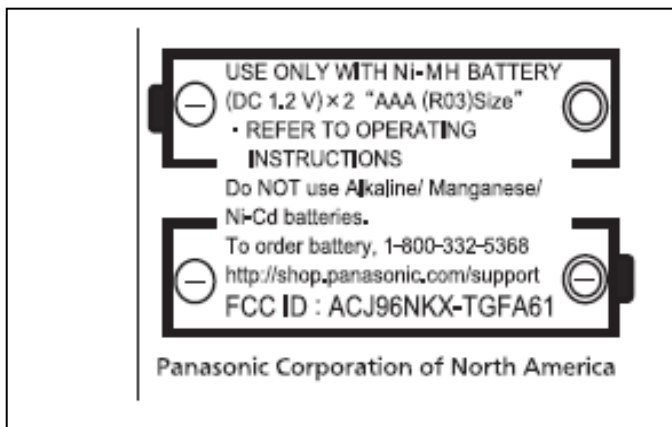 USE ONLY WITH Ni-MH BATTERY
(DC 1.2 V)×2 “AAA (R03)Size”
・REFER TO OPERATING
INSTRUCTIONS
Do NOT use Alkaline/ Manganese/
Ni-Cd batteries.
To order battery, 1-800-332-5368
http://shop.panasonic.com/support
FCC ID : ACJ96NKX-TGFA61
Panasonic Corporation of North America